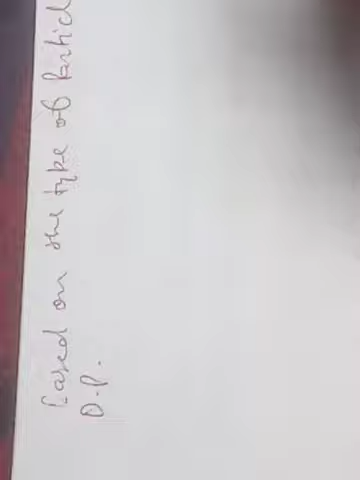 based on the type of
D.P.